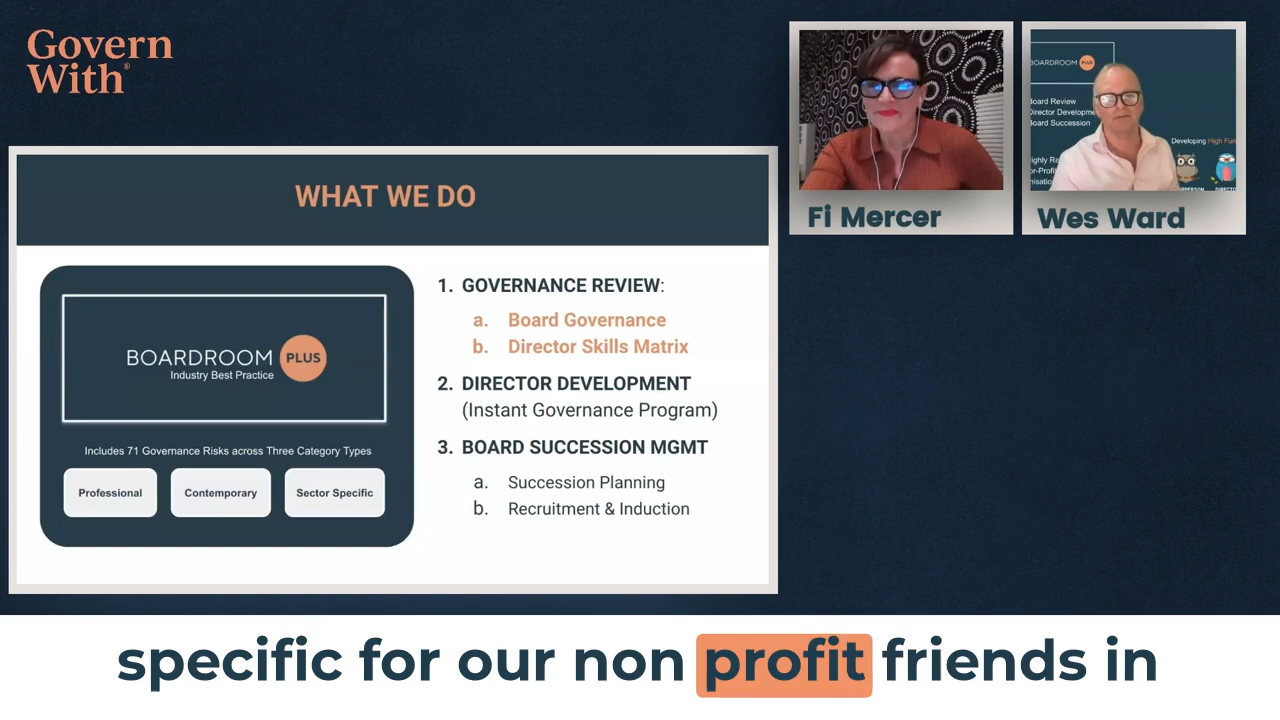 Govern
With®
WHAT WE DO
BOARDROOM PLUS
Industry Best Practice
Includes 71 Governance Risks across Three Category Types
Professional
Contemporary
Sector Specific
1. GOVERNANCE REVIEW:
a. Board Governance
b. Director Skills Matrix
2. DIRECTOR DEVELOPMENT
(Instant Governance Program)
3. BOARD SUCCESSION MGMT
a. Succession Planning
b. Recruitment & Induction
Fi Mercer
BOARDROOM PLUS
Board Review
Director
Board Succession
Developing High
Wes Ward
specific for our non profit friends in